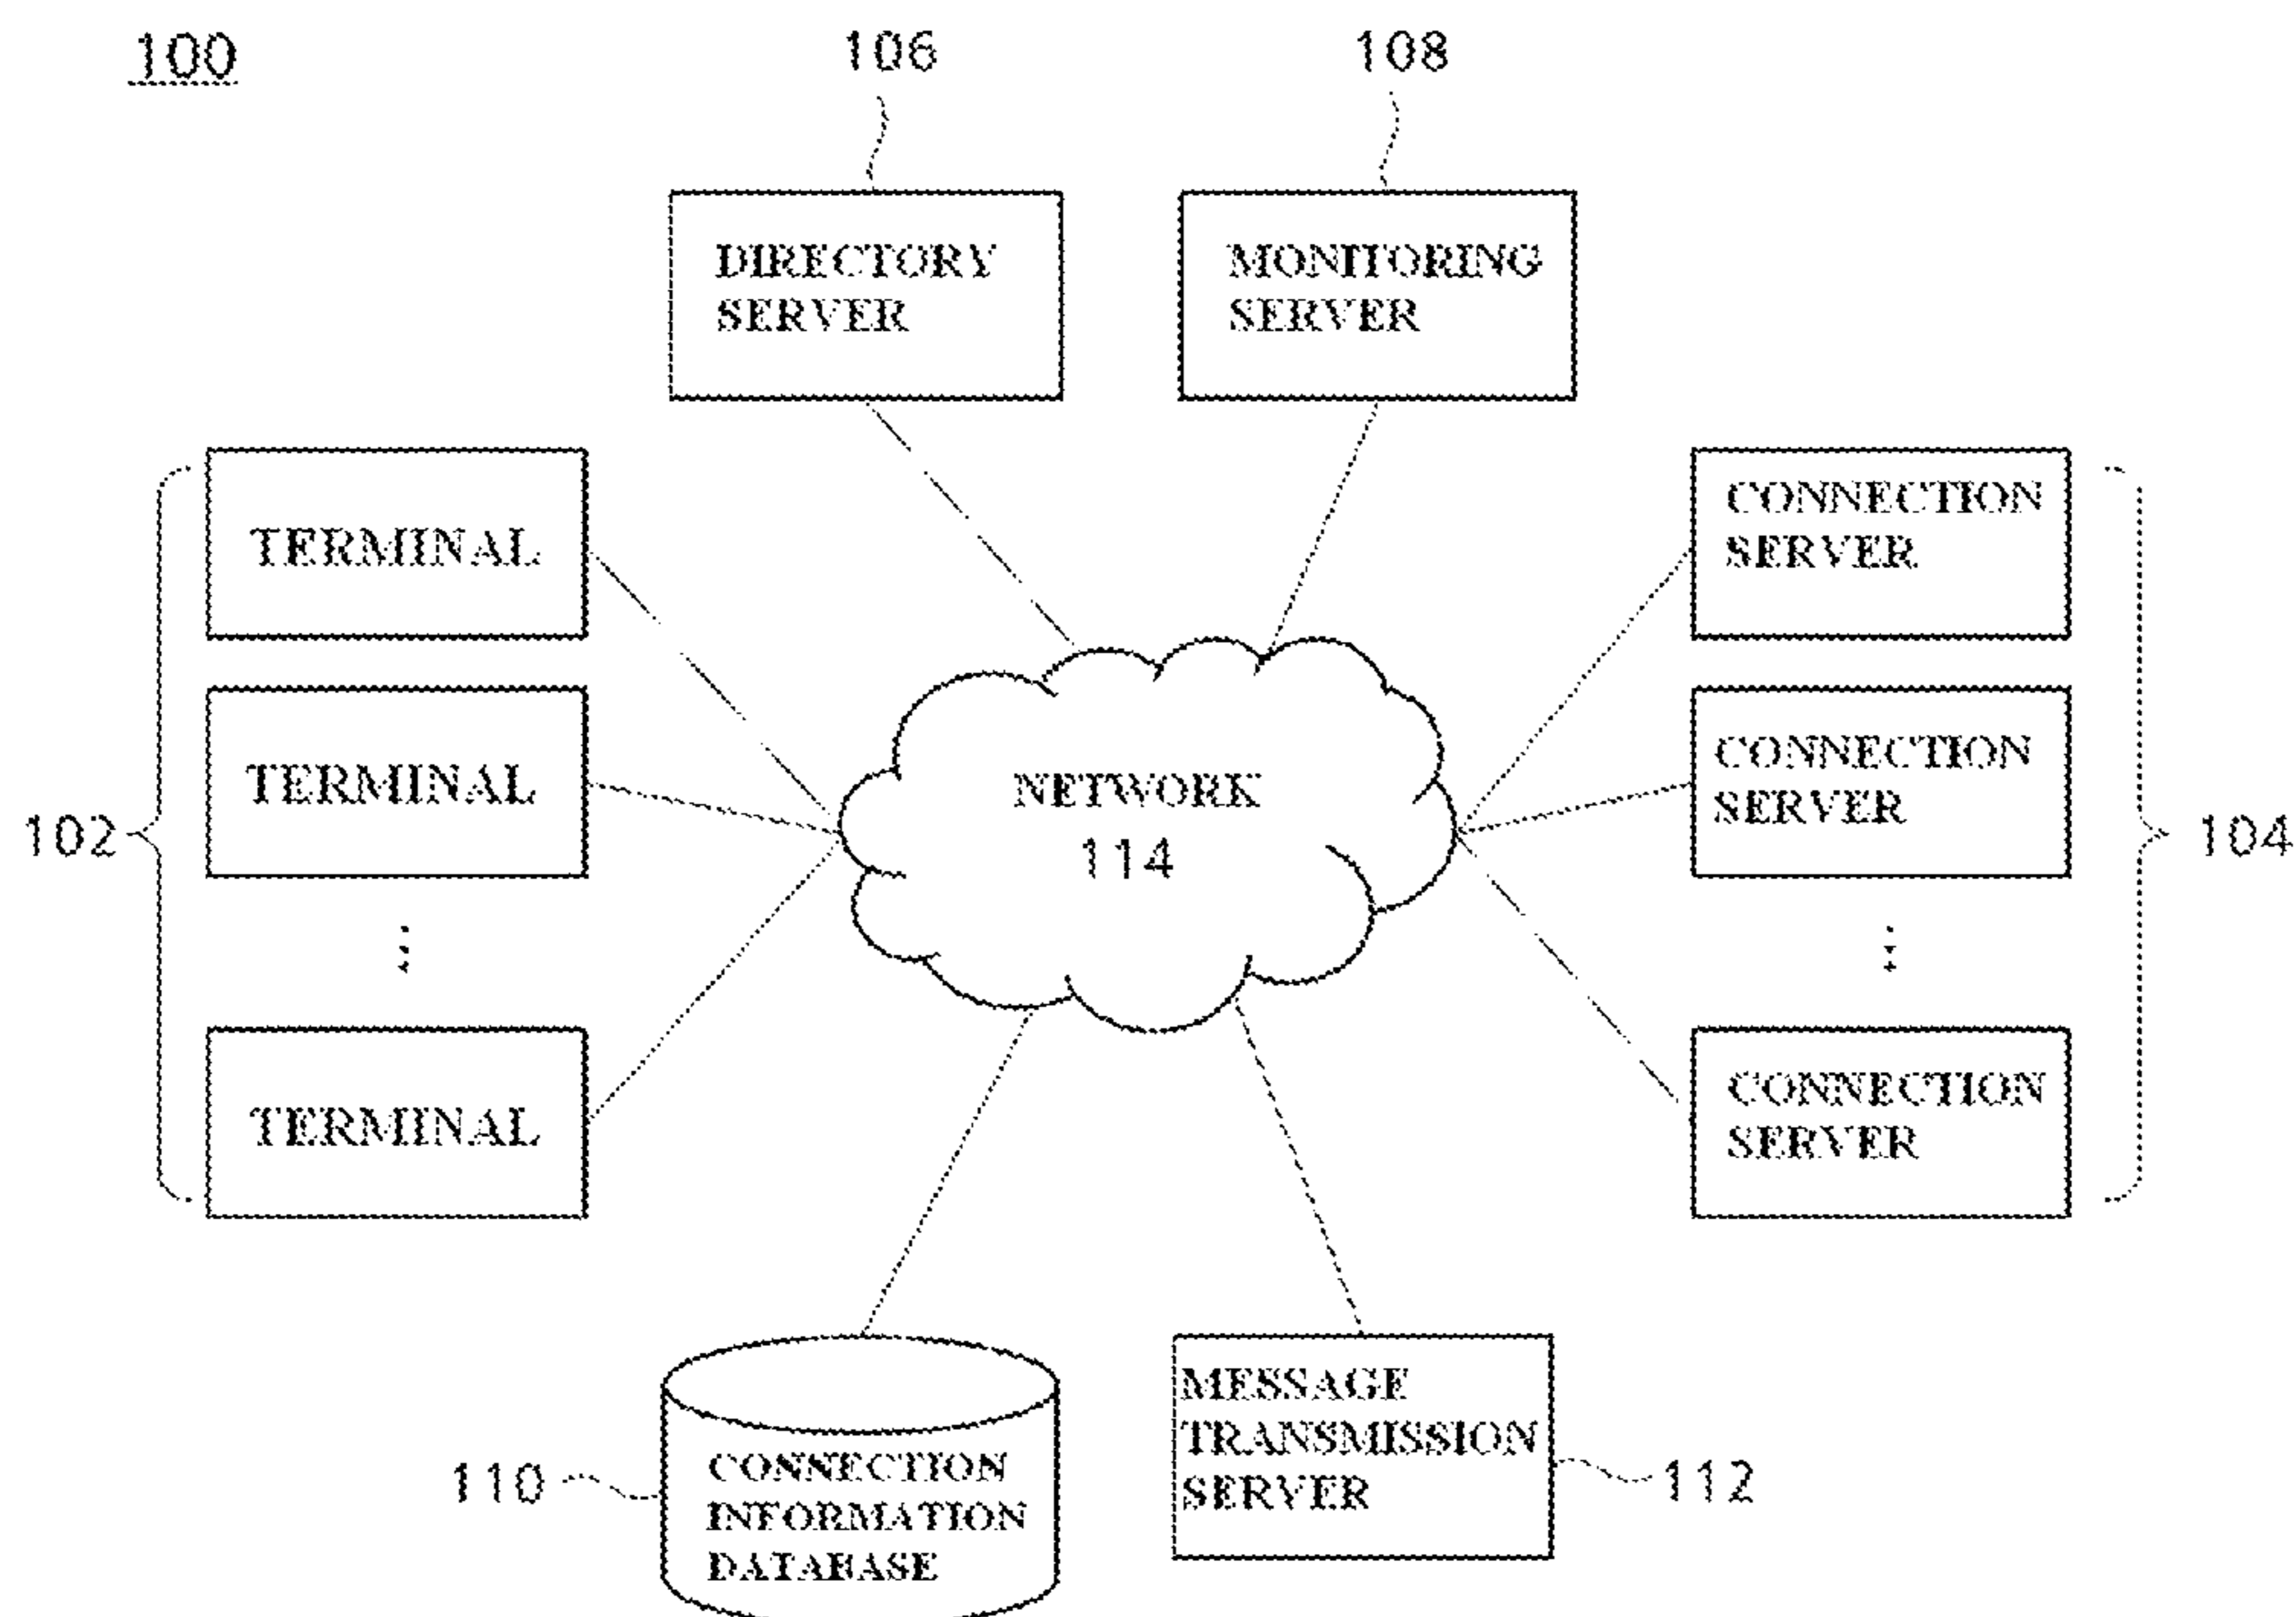 100
106
108
DIRECTORY
SERVER
MONITORING
SERVER
TERMINAL
TERMINAL
TERMINAL
102
NETWORK
114
CONNECTION
SERVER
CONNECTION
SERVER
CONNECTION
SERVER
104
110
CONNECTION
INFORMATION
DATABASE
MESSAGE
TRANSMISSION
SERVER
112